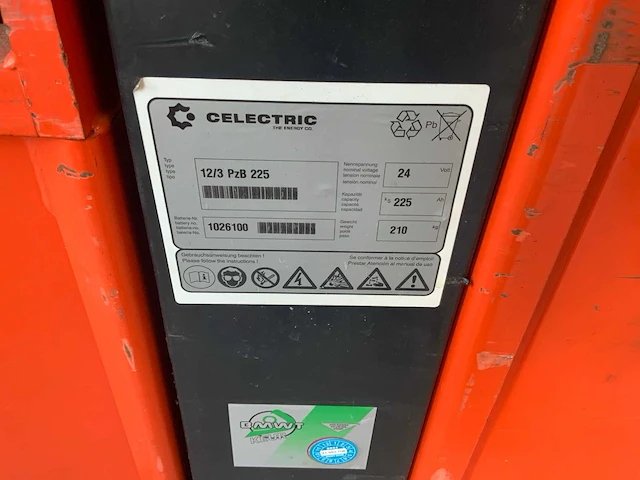 CELECTRIC
THE ENERGY CO.
Pb
Typ
type
type
tipo
12/3 PzB 225
Nennspannung
nominal voltage
tension nominale
tensión nominal
24
Volt
Kapazität
capacity
capacité
capacidad
225
Ah
Batterie Nr.
battery no.
batterie no.
batería No.
1026100
Gewicht
weight
poids
peso
210
kg
Gebrauchsanweisung beachten !
Please follow the instructions !
Se conformer à la notice d'emploi!
Prestar Atención al manual de uso!
BMWT
KEUR